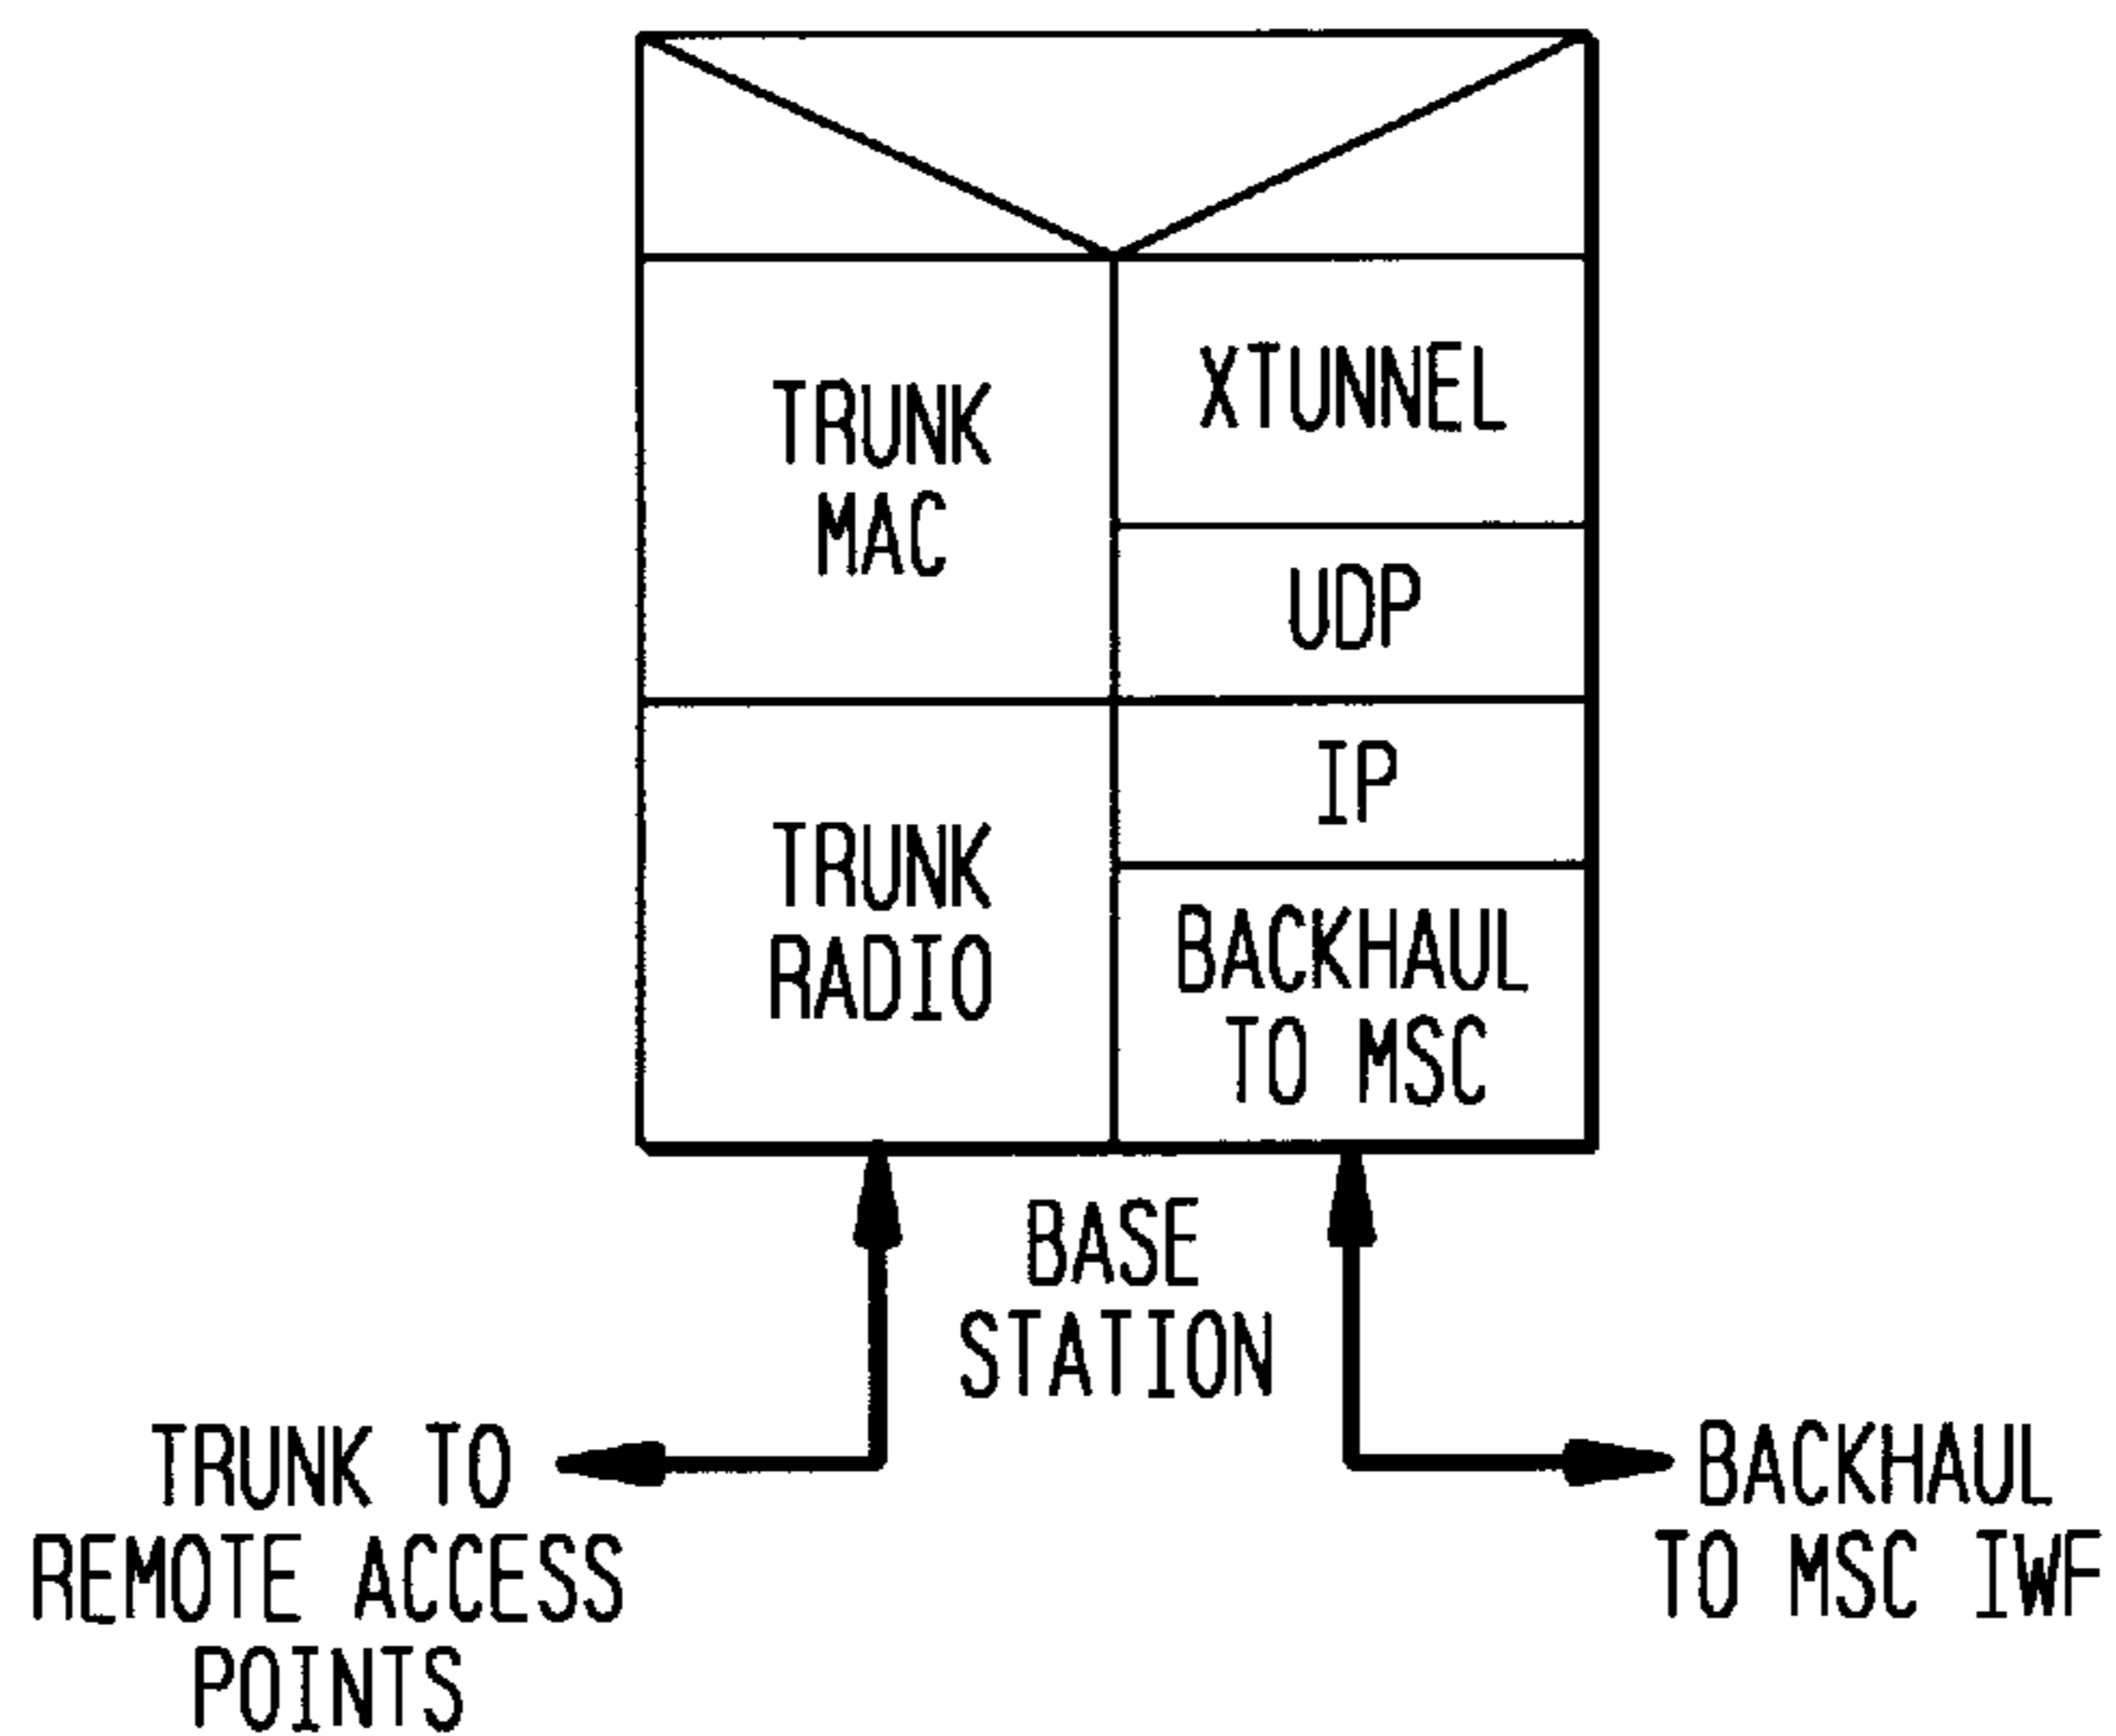 TRUNK
MAC
XTUNNEL
UDP
TRUNK
RADIO
IP
BACKHAUL
TO MSC
BASE
STATION
TRUNK TO
REMOTE ACCESS
POINTS
BACKHAUL
TO MSC IWF